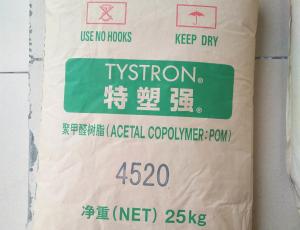 USE NO HOOKS KEEP DRY
TYSTRON®
特塑强®
聚甲醛树脂(ACETAL COPOLYMER:POM)
4520
净重(NET) 25kg